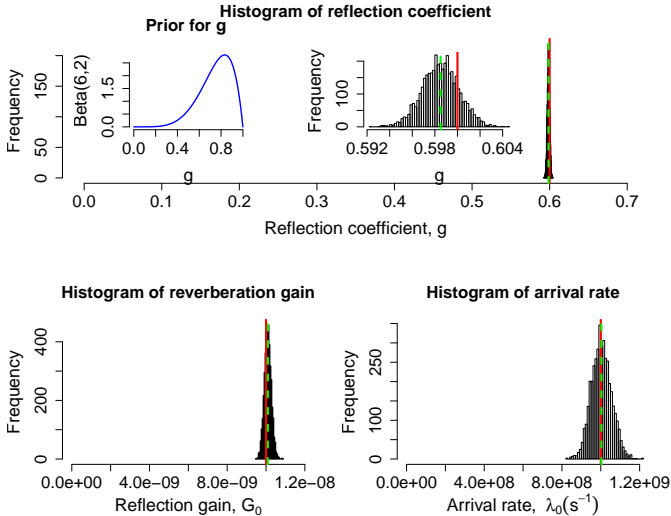 Histogram of reflection coefficient
Prior for g
Frequency
0 50 150
Beta(6,2)
0.0 1.5
0.0 0.4 0.8
g
Frequency
0 100
0.592 0.598 0.604
g
0.0 0.1 0.2 0.3 0.4 0.5 0.6 0.7
Reflection coefficient, g
Histogram of reverberation gain
Frequency
0 200 400
0.0e+00 4.0e−09 1.2e−08
Reflection gain, G₀
Histogram of arrival rate
Frequency
0 100 250
0.0e+00 4.0e+08 8.0e+08 1.2e+09
Arrival rate, λ₀(s⁻¹)